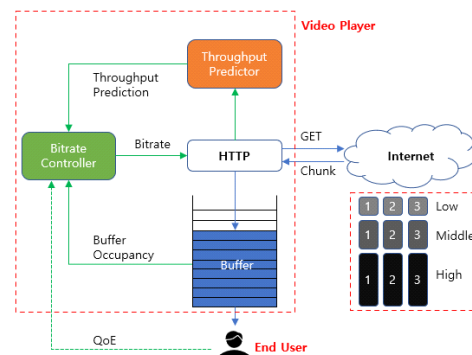 Video Player
Throughput
Predictor
Throughput
Prediction
Bitrate
Controller
Bitrate
HTTP
GET
Chunk
Internet
Buffer
Occupancy
Buffer
1 2 3 Low
1 2 3 Middle
1 2 3 High
QoE
End User